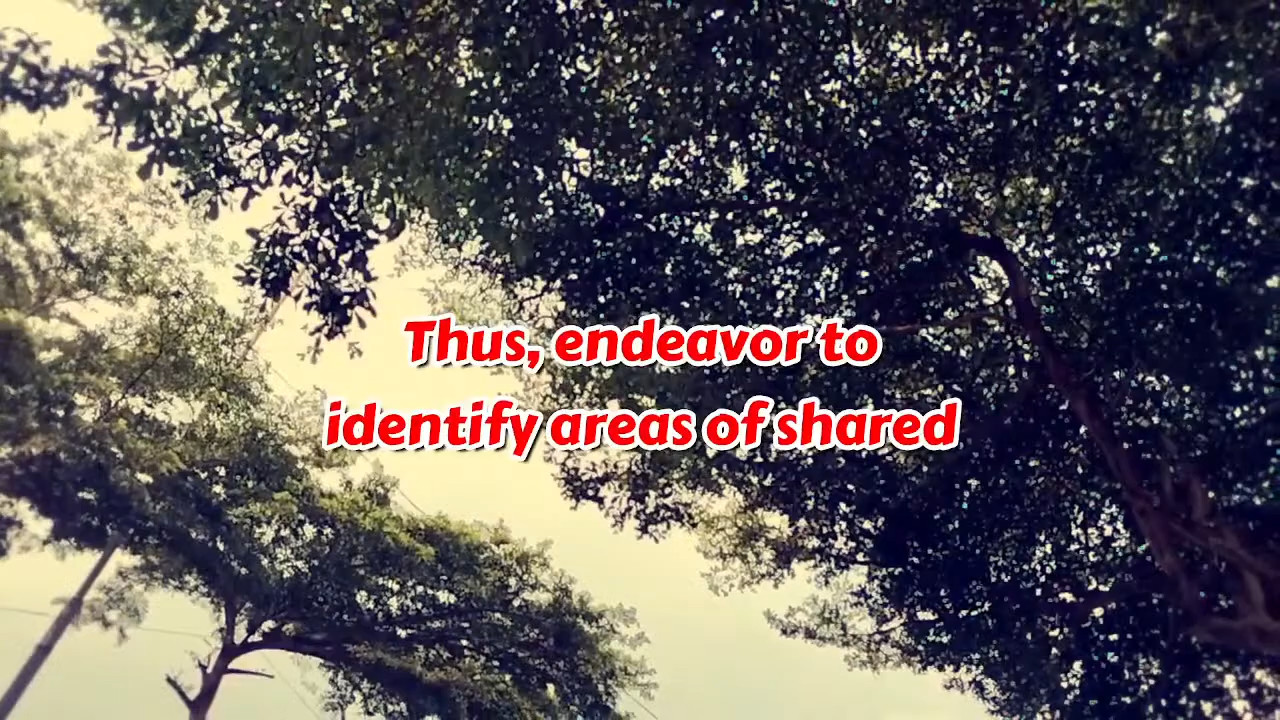 Thus, endeavor to
identify areas of shared